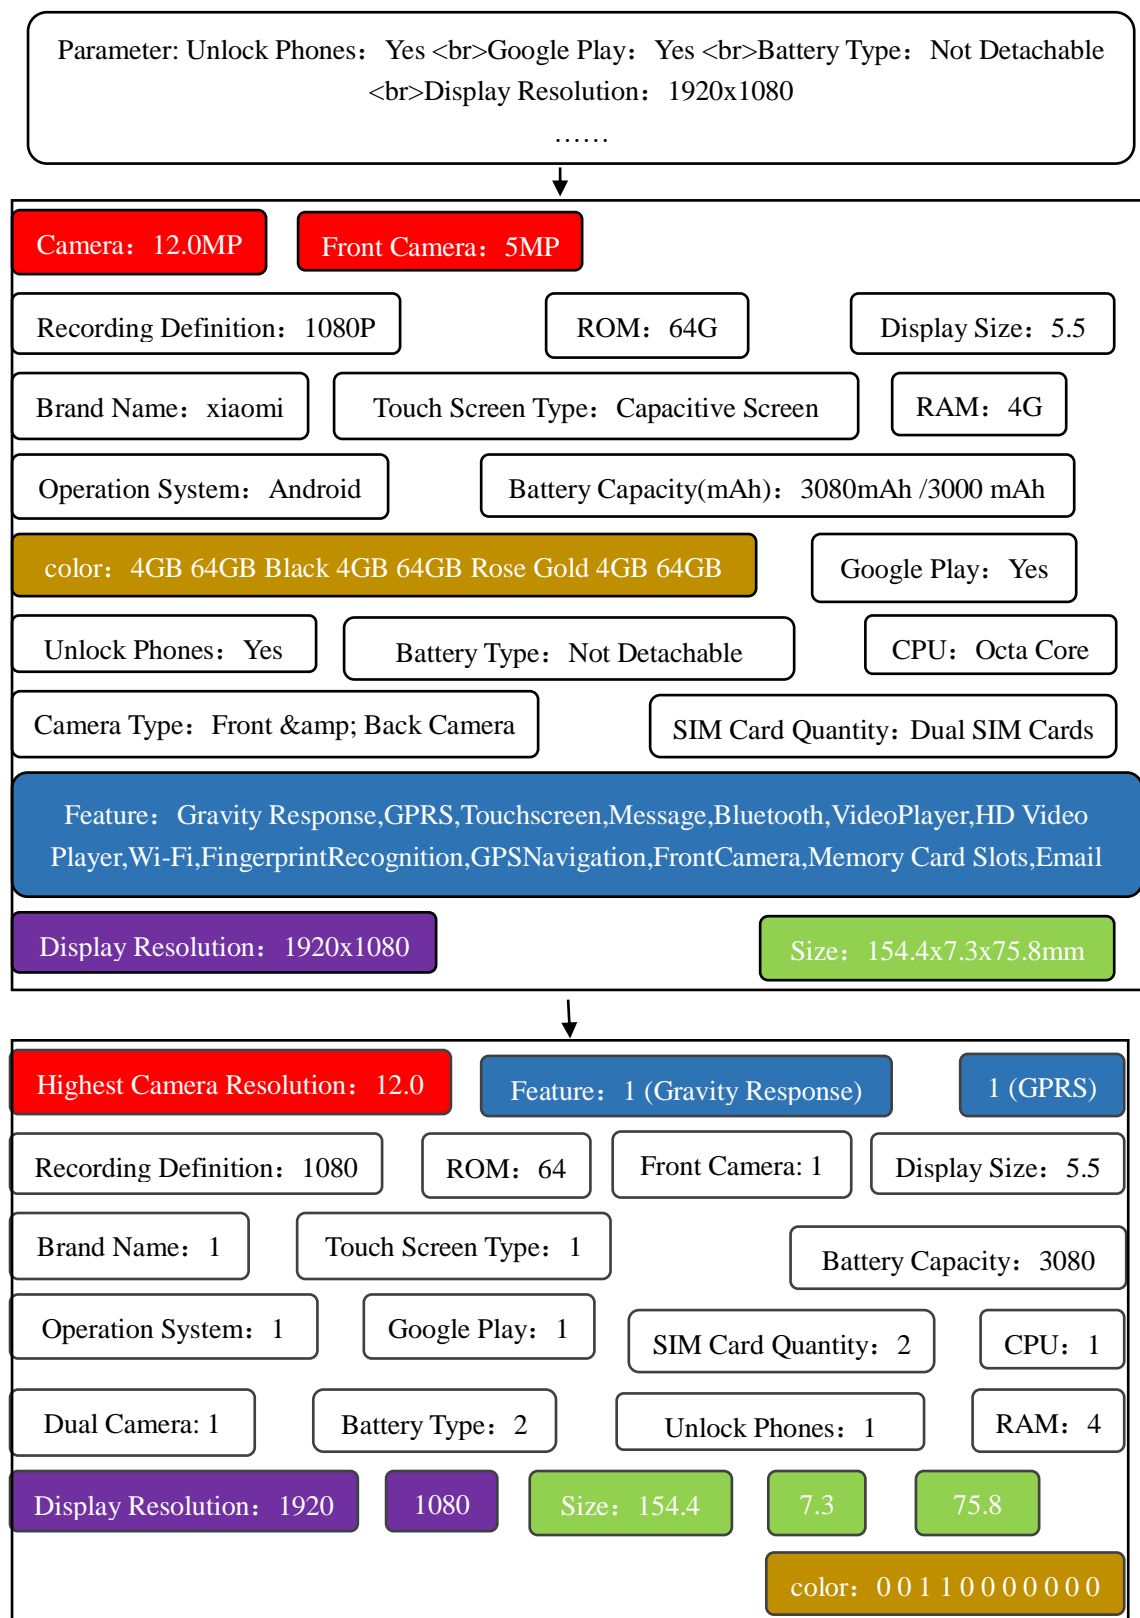 Parameter: Unlock Phones：Yes <br>Google Play：Yes <br>Battery Type：Not Detachable
<br>Display Resolution：1920x1080
……
Camera：12.0MP
Front Camera：5MP
Recording Definition：1080P
ROM：64G
Display Size：5.5
Brand Name：xiaomi
Touch Screen Type：Capacitive Screen
RAM：4G
Operation System：Android
Battery Capacity(mAh)：3080mAh /3000 mAh
color：4GB 64GB Black 4GB 64GB Rose Gold 4GB 64GB
Google Play：Yes
Unlock Phones：Yes
Battery Type：Not Detachable
CPU：Octa Core
Camera Type：Front &amp; Back Camera
SIM Card Quantity：Dual SIM Cards
Feature：Gravity Response,GPRS,Touchscreen,Message,Bluetooth,VideoPlayer,HD Video
Player,Wi-Fi,FingerprintRecognition,GPSNavigation,FrontCamera,Memory Card Slots,Email
Display Resolution：1920x1080
Size：154.4x7.3x75.8mm
Highest Camera Resolution：12.0
Feature：1 (Gravity Response)
1 (GPRS)
Recording Definition：1080
ROM：64
Front Camera: 1
Display Size：5.5
Brand Name：1
Touch Screen Type：1
Battery Capacity：3080
Operation System：1
Google Play：1
SIM Card Quantity：2
CPU：1
Dual Camera: 1
Battery Type：2
Unlock Phones：1
RAM：4
Display Resolution：1920
1080
Size：154.4
7.3
75.8
color：0 0 1 1 0 0 0 0 0 0 0